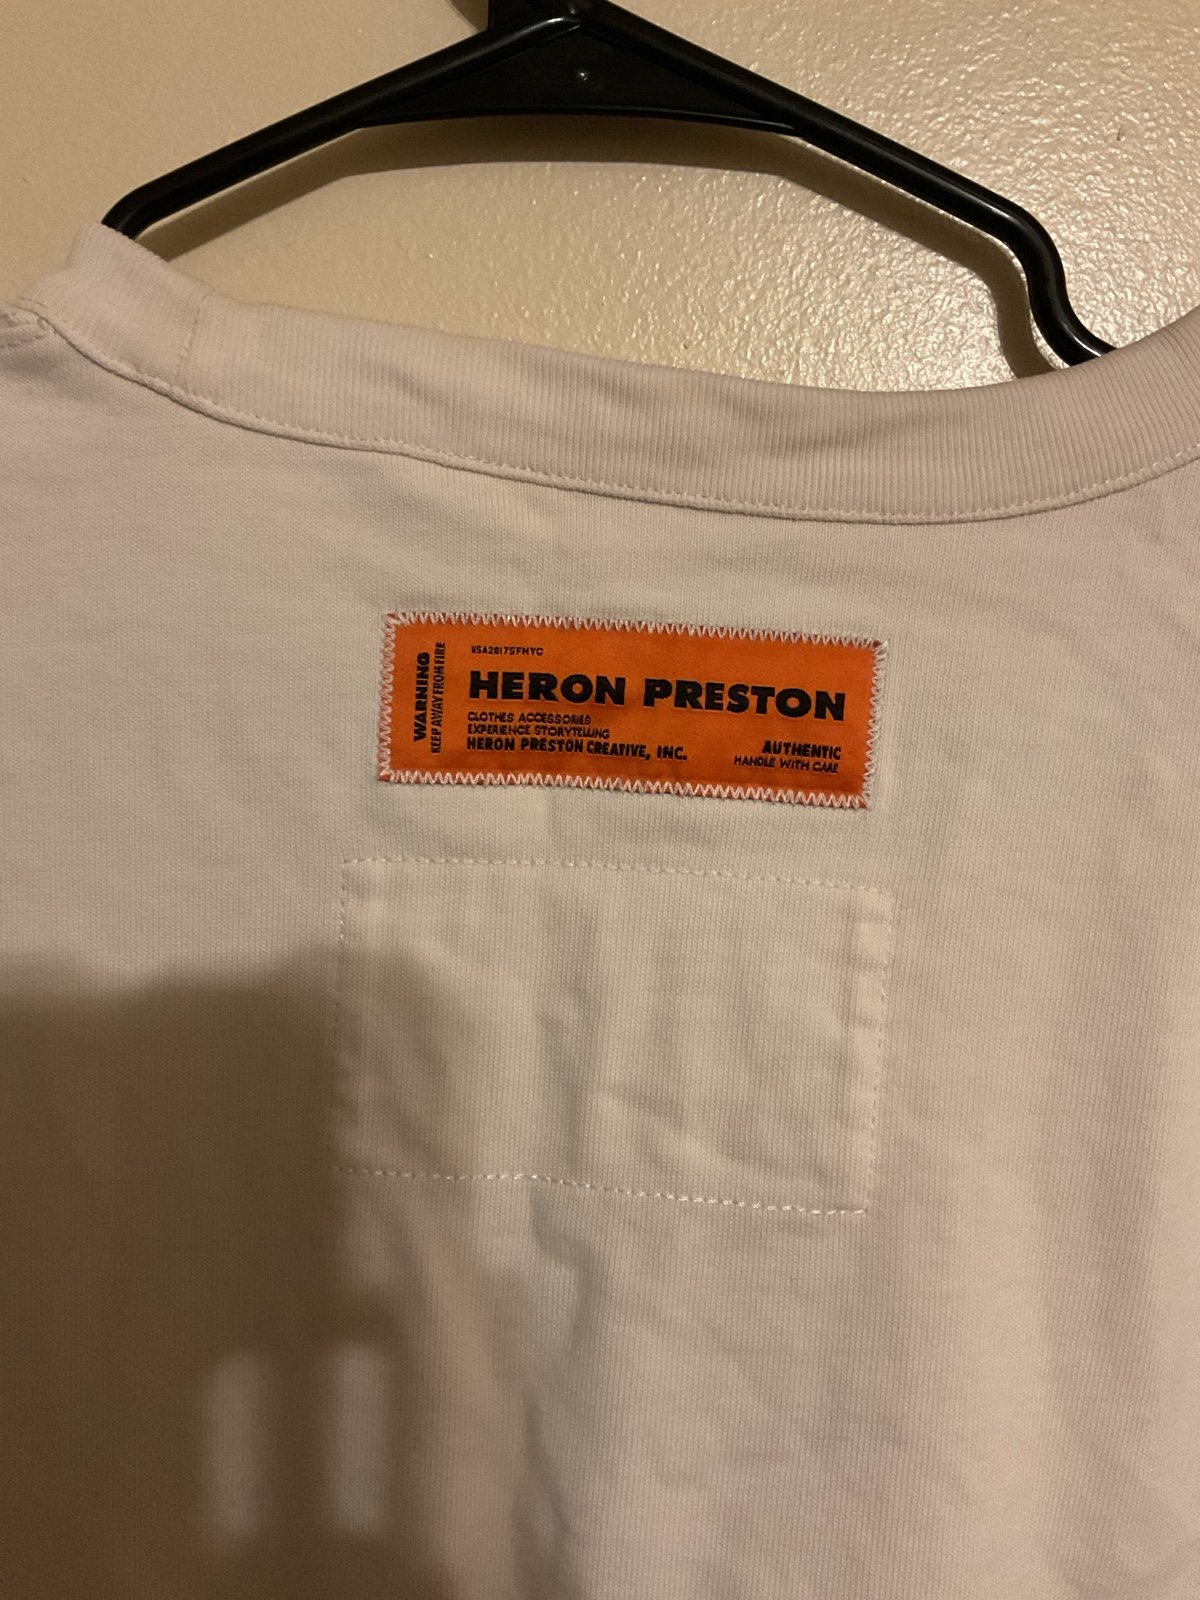 USA2017SFNYC
HERON PRESTON
CLOTHES ACCESSORIES
EXPERIENCE STORYTELLING
HERON PRESTON CREATIVE, INC.
AUTHENTIC
HANDLE WITH CARE
WARNING
KEEP AWAY FROM FIRE